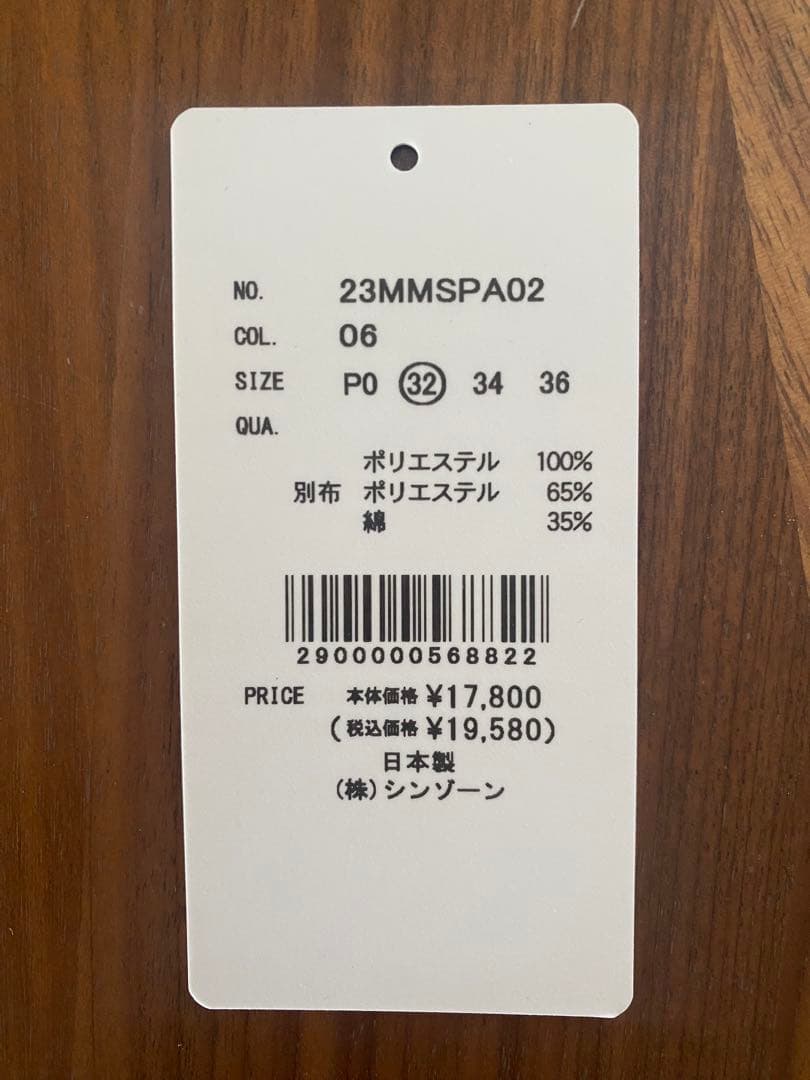 NO. 23MMSPA02
COL. 06
SIZE P0 32 34 36
QUA.
ポリエステル 100%
別布 ポリエステル 65%
綿 35%
2900000568822
PRICE 本体価格 ¥17,800
(税込価格 ¥19,580)
日本製
(株)シンゾーン